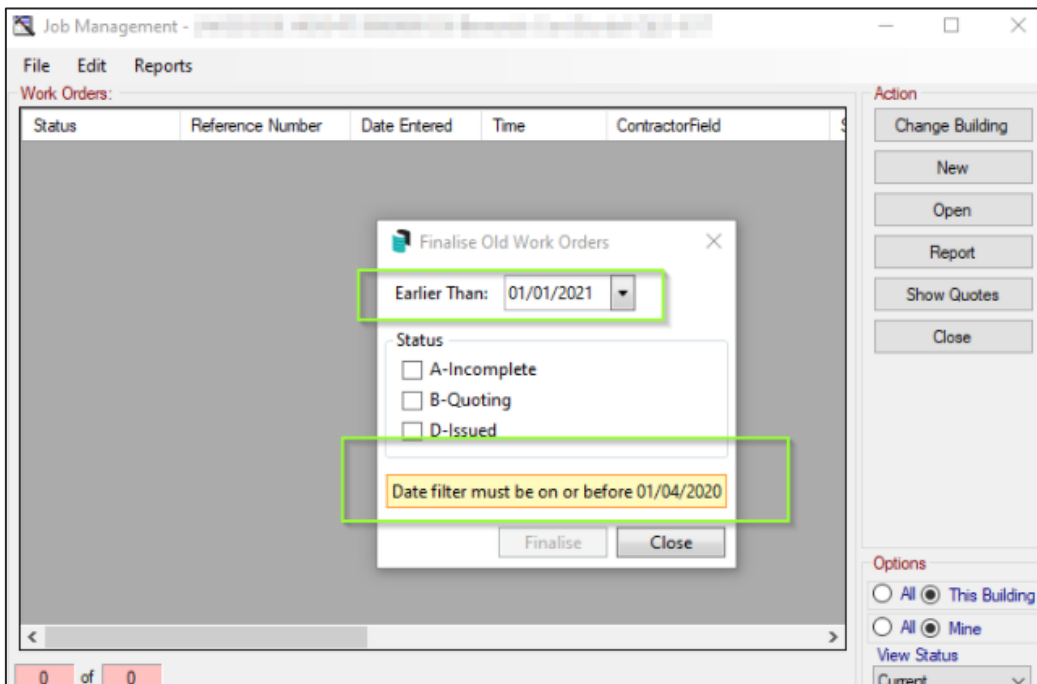 Job Management -
File Edit Reports
Work Orders:
Status Reference Number Date Entered Time ContractorField
Action
Change Building
New
Open
Report
Show Quotes
Close
Finalise Old Work Orders
Earlier Than: 01/01/2021
Status
A-Incomplete
B-Quoting
D-Issued
Date filter must be on or before 01/04/2020
Finalise Close
Options
All This Building
All Mine
View Status
Current
0 of 0